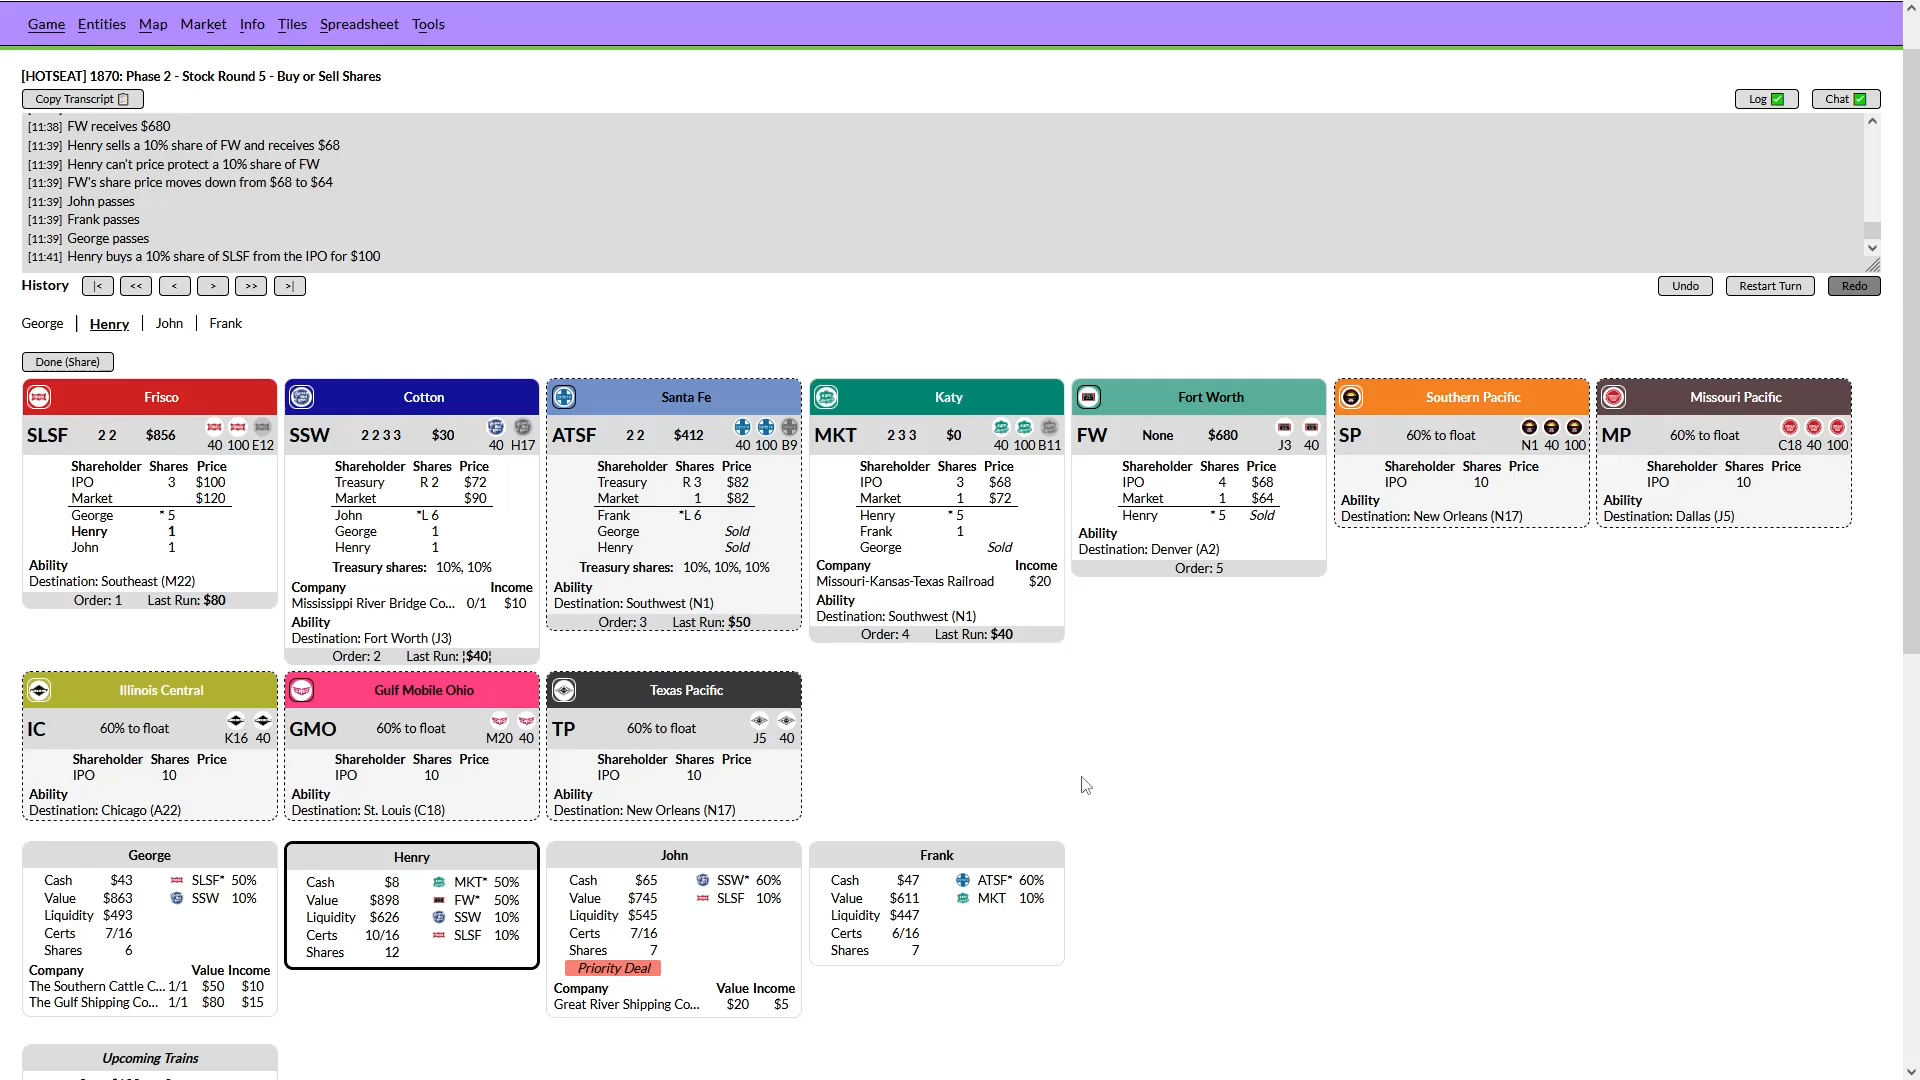 Game Entities Map Market Info Tiles Spreadsheet Tools
[HOTSEAT] 1870: Phase 2 - Stock Round 5 - Buy or Sell Shares
Copy Transcript Log Chat
[11:38] FW receives $680
[11:39] Henry sells a 10% share of FW and receives $68
[11:39] Henry can't price protect a 10% share of FW
[11:39] FW's share price moves down from $68 to $64
[11:39] John passes
[11:39] Frank passes
[11:39] George passes
[11:41] Henry buys a 10% share of SLSF from the IPO for $100
History |< << < > >> >| Undo Restart Turn Redo
George Henry John Frank
Done (Share)
Frisco
SLSF 2 2 $856 40 100 E12
Shareholder Shares Price
IPO 3 $100
Market $120
George * 5
Henry 1
John 1
Ability
Destination: Southeast (M22)
Order: 1 Last Run: $80
Cotton
SSW 2 2 3 3 $30 40 H17
Shareholder Shares Price
Treasury R 2 $72
Market $90
John *L 6
George 1
Henry 1
Treasury shares: 10%, 10%
Company Income
Mississippi River Bridge Co... 0/1 $10
Ability
Destination: Fort Worth (J3)
Order: 2 Last Run: ¦$40¦
Santa Fe
ATSF 2 2 $412 40 100 B9
Shareholder Shares Price
Treasury R 3 $82
Market 1 $82
Frank *L 6
George Sold
Henry Sold
Treasury shares: 10%, 10%, 10%
Ability
Destination: Southwest (N1)
Order: 3 Last Run: $50
Katy
MKT 2 3 3 $0 40 100 B11
Shareholder Shares Price
IPO 3 $68
Market 1 $72
Henry * 5
Frank 1
George Sold
Company Income
Missouri-Kansas-Texas Railroad $20
Ability
Destination: Southwest (N1)
Order: 4 Last Run: $40
Fort Worth
FW None $680 J3 40
Shareholder Shares Price
IPO 4 $68
Market 1 $64
Henry * 5 Sold
Ability
Destination: Denver (A2)
Order: 5
Southern Pacific
SP 60% to float N1 40 100
Shareholder Shares Price
IPO 10
Ability
Destination: New Orleans (N17)
Missouri Pacific
MP 60% to float C18 40 100
Shareholder Shares Price
IPO 10
Ability
Destination: Dallas (J5)
Illinois Central
IC 60% to float K16 40
Shareholder Shares Price
IPO 10
Ability
Destination: Chicago (A22)
Gulf Mobile Ohio
GMO 60% to float M20 40
Shareholder Shares Price
IPO 10
Ability
Destination: St. Louis (C18)
Texas Pacific
TP 60% to float J5 40
Shareholder Shares Price
IPO 10
Ability
Destination: New Orleans (N17)
George
Cash $43 SLSF* 50%
Value $863 SSW 10%
Liquidity $493
Certs 7/16
Shares 6
Company Value Income
The Southern Cattle C... 1/1 $50 $10
The Gulf Shipping Co... 1/1 $80 $15
Henry
Cash $8 MKT* 50%
Value $898 FW* 50%
Liquidity $626 SSW 10%
Certs 10/16 SLSF 10%
Shares 12
John
Cash $65 SSW* 60%
Value $745 SLSF 10%
Liquidity $545
Certs 7/16
Shares 7
Priority Deal
Company Value Income
Great River Shipping Co... $20 $5
Frank
Cash $47 ATSF* 60%
Value $611 MKT 10%
Liquidity $447
Certs 6/16
Shares 7
Upcoming Trains